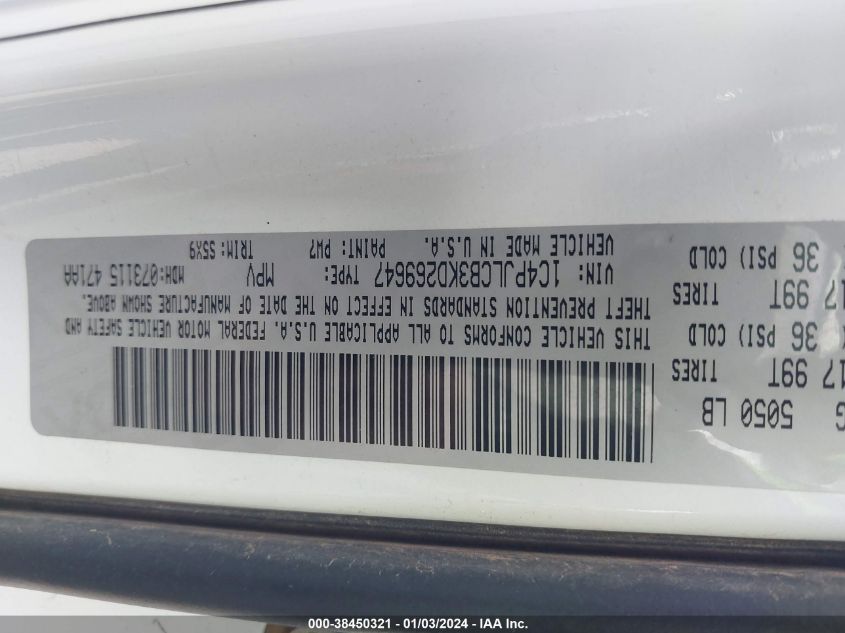 G 5050 LB
17 99T TIRES
36 PSI) COLD
17 99T TIRES
36 PSI) COLD
THIS VEHICLE CONFORMS TO ALL APPLICABLE U.S.A. FEDERAL MOTOR VEHICLE SAFETY AND
THEFT PREVENTION STANDARDS IN EFFECT ON THE DATE OF MANUFACTURE SHOWN ABOVE.
VIN: 1C4PJLCB3KD269647 TYPE: MPV MDH:073115 471AA
VEHICLE MADE IN U.S.A. PAINT: PW7 TRIM: S5X9
000-38450321 - 01/03/2024 - IAA Inc.